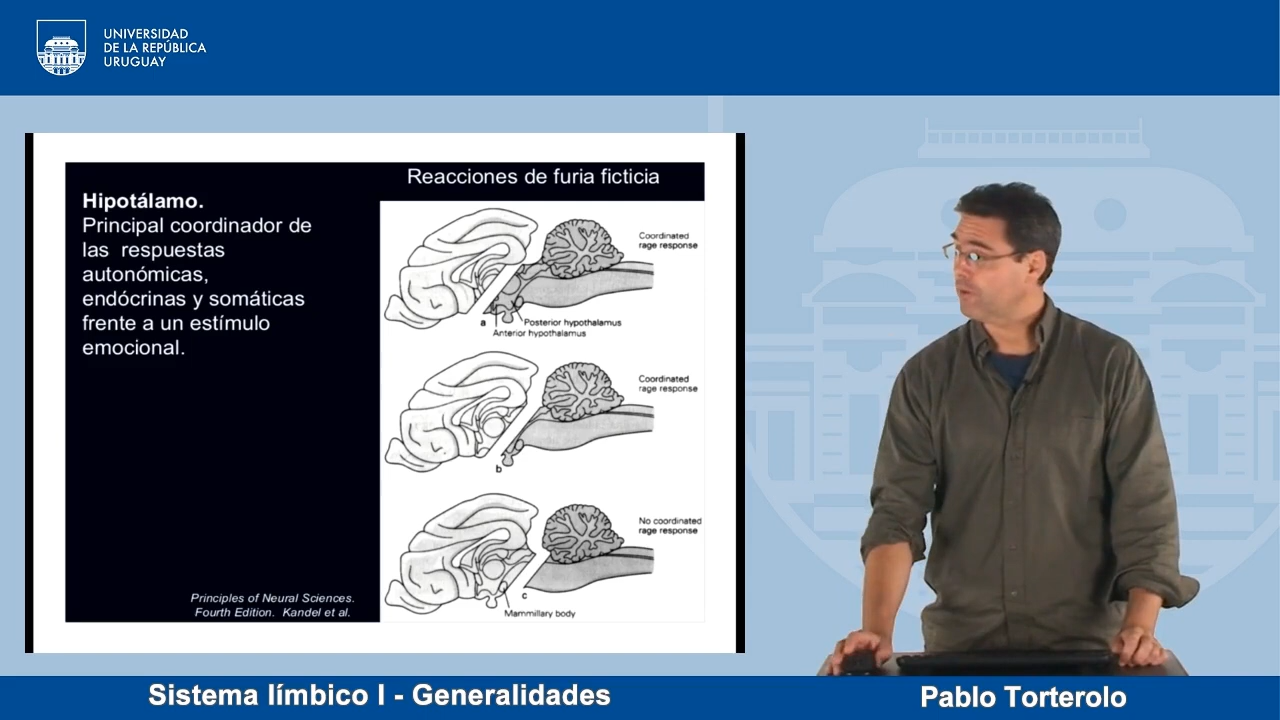 UNIVERSIDAD
DE LA REPÚBLICA
URUGUAY
Reacciones de furia ficticia
Hipotálamo.
Principal coordinador de
las respuestas
autonómicas,
endócrinas y somáticas
frente a un estímulo
emocional.
Coordinated
rage response
a
Posterior hypothalamus
Anterior hypothalamus
Coordinated
rage response
b
No coordinated
rage response
c
Mammillary body
Principles of Neural Sciences.
Fourth Edition. Kandel et al.
Sistema límbico I - Generalidades
Pablo Torterolo